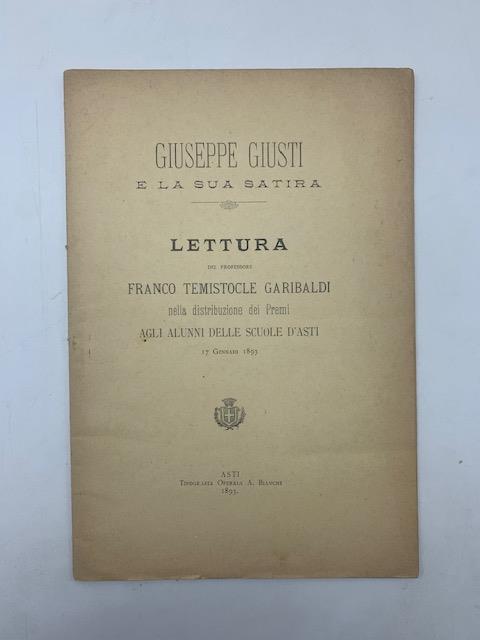 GIUSEPPE GIUSTI
E LA SUA SATIRA
LETTURA
DEL PROFESSORE
FRANCO TEMISTOCLE GARIBALDI
nella distribuzione dei Premi
AGLI ALUNNI DELLE SCUOLE D'ASTI
17 GENNAIO 1893
ASTI
TIPOGRAFIA OPERAIA A. BIANCHI
1893.